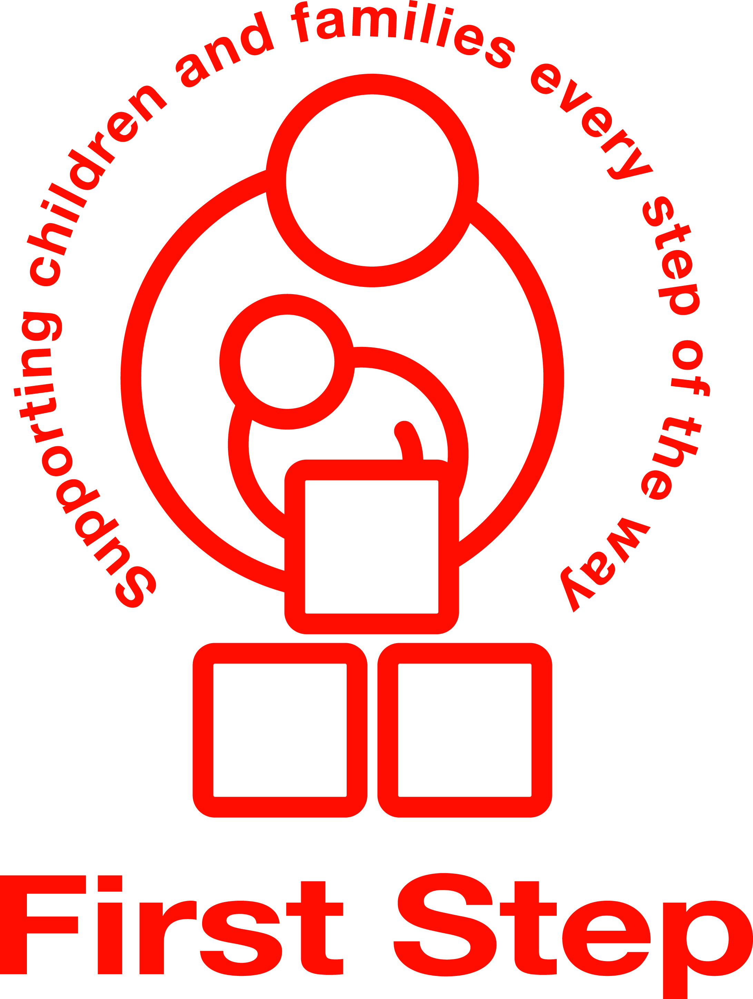 supporting children and families every step of the way
First Step